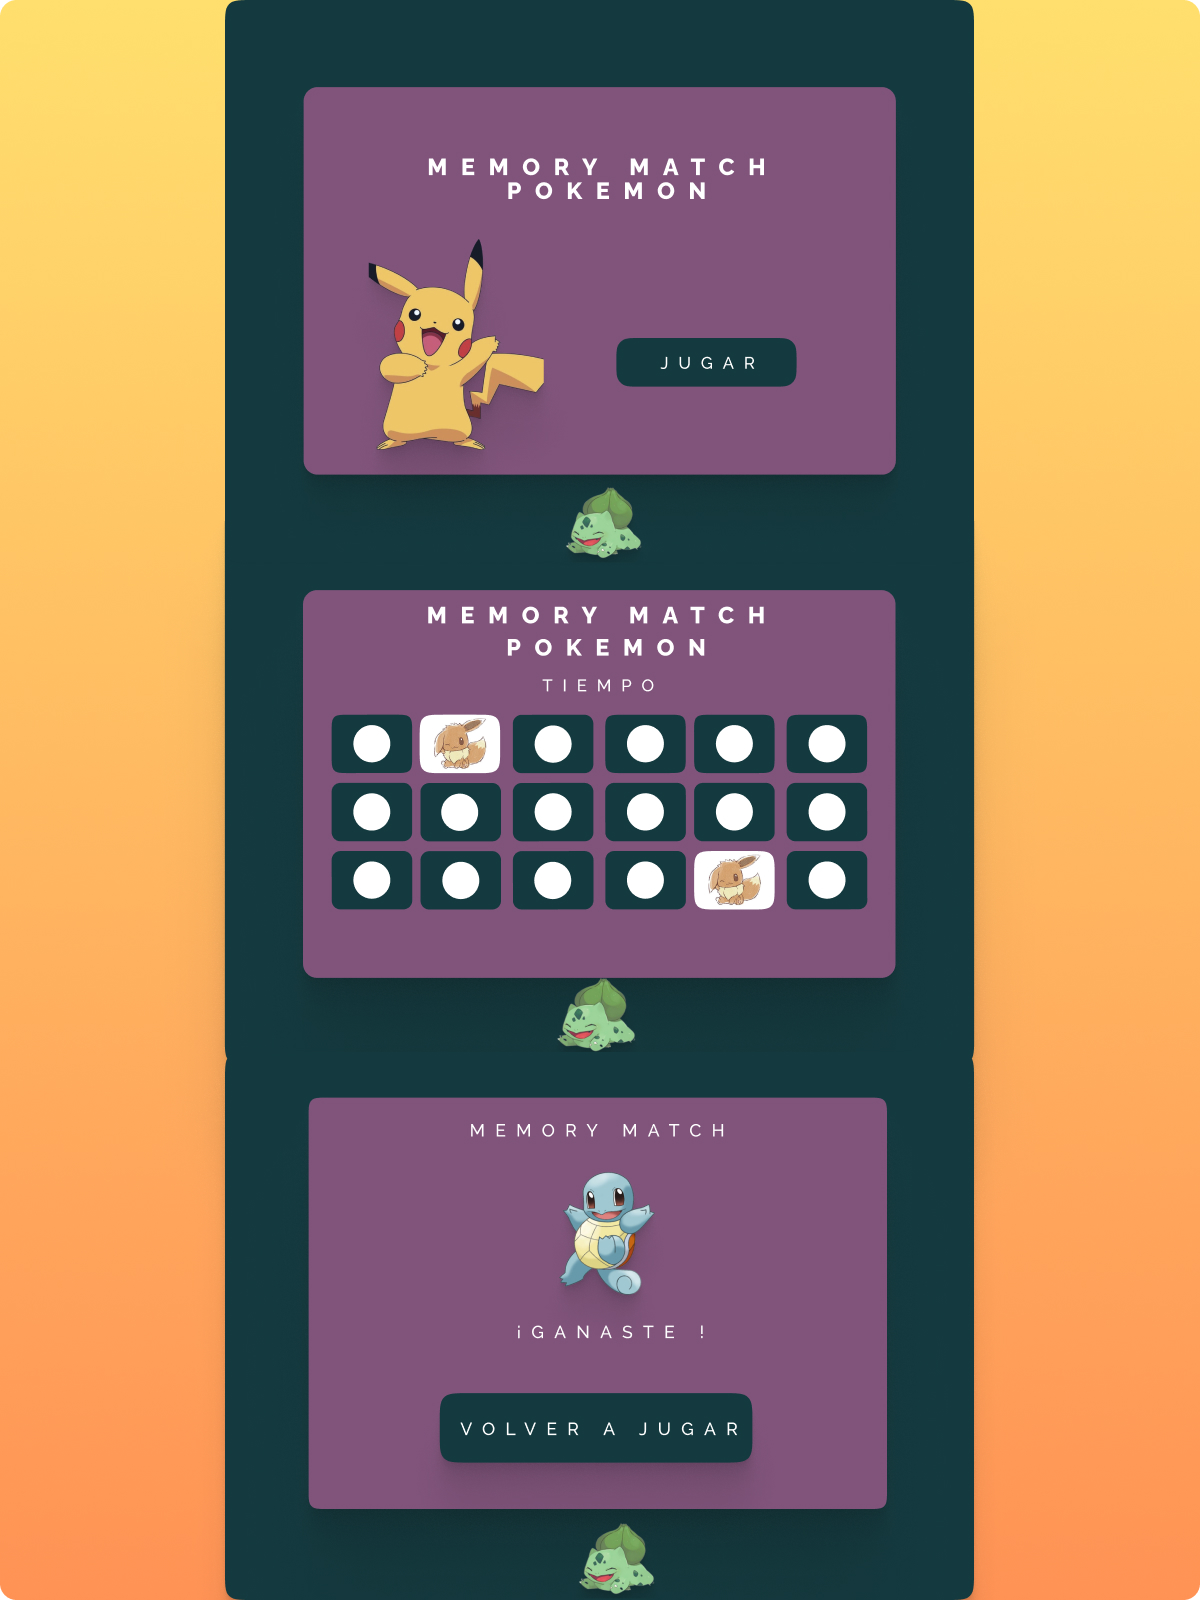 MEMORY MATCH
POKEMON
JUGAR
MEMORY MATCH
POKEMON
TIEMPO
MEMORY MATCH
¡GANASTE !
VOLVER A JUGAR